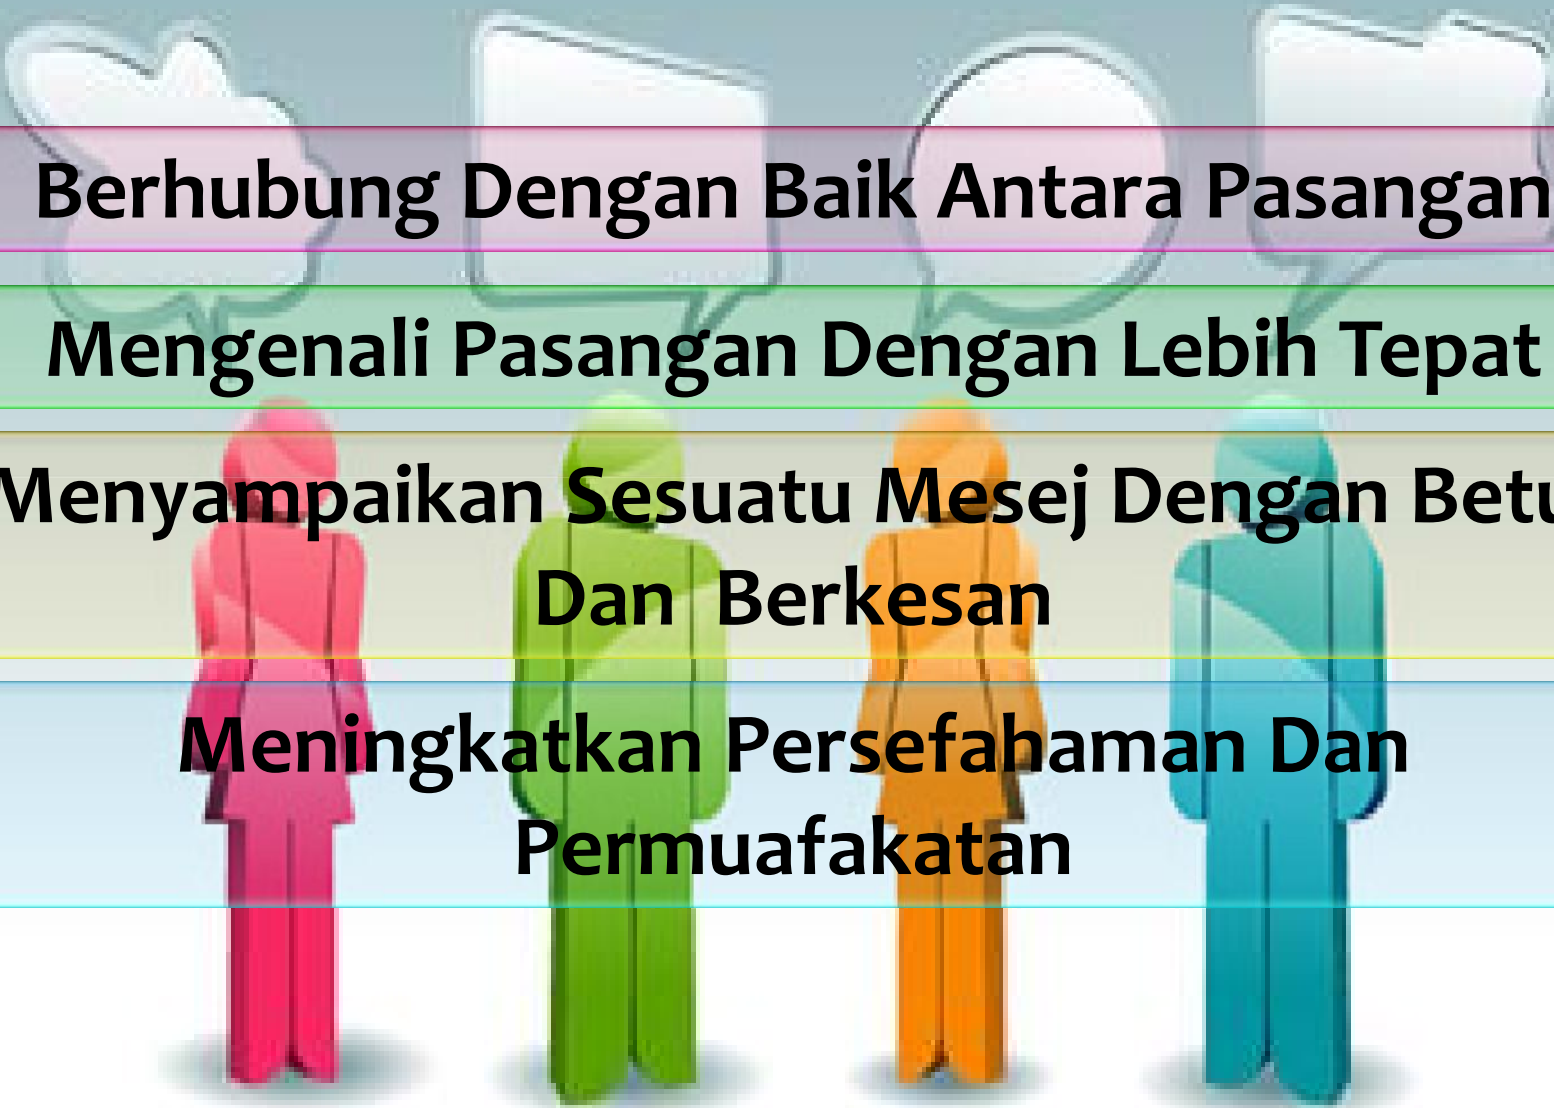 Berhubung Dengan Baik Antara Pasangan
Mengenali Pasangan Dengan Lebih Tepat
Menyampaikan Sesuatu Mesej Dengan Betu
Dan Berkesan
Meningkatkan Persefahaman Dan
Permuafakatan